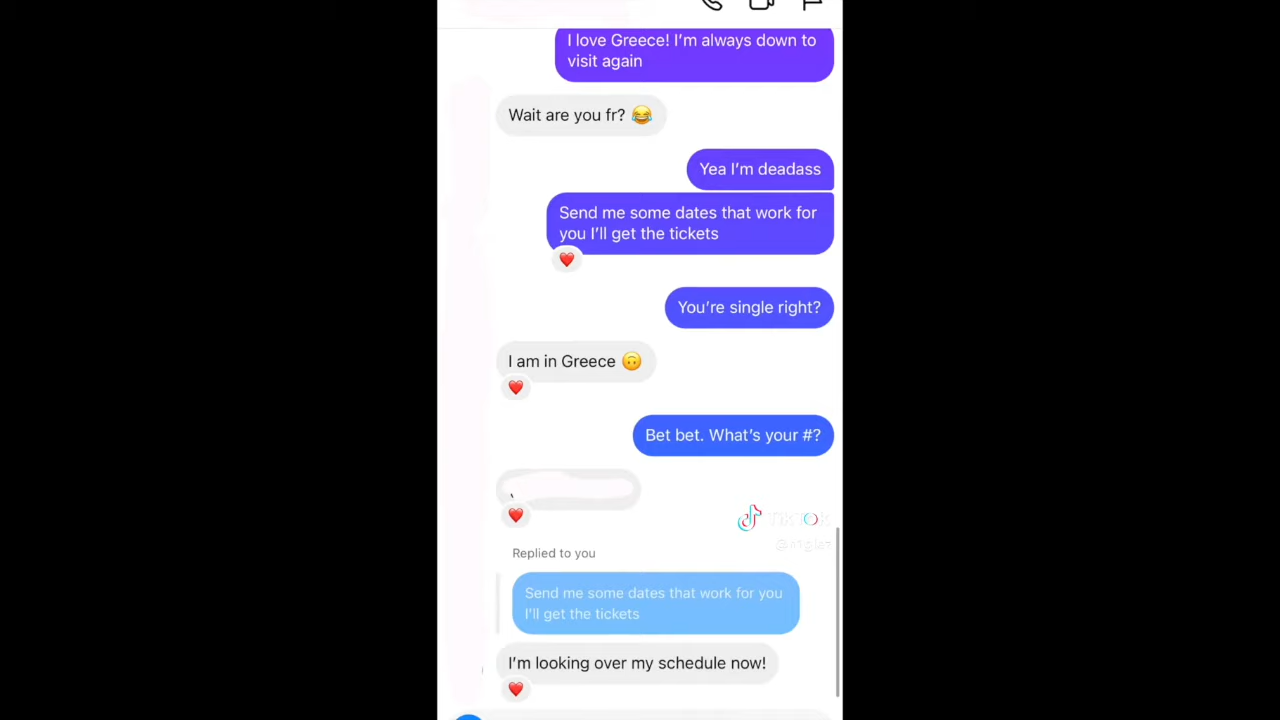 I love Greece! I'm always down to
visit again
Wait are you fr? 😂
Yea I'm deadass
Send me some dates that work for
you I'll get the tickets
You're single right?
I am in Greece 🙃
Bet bet. What's your #?
TikTok
Replied to you
Send me some dates that work for you
I'll get the tickets
I'm looking over my schedule now!